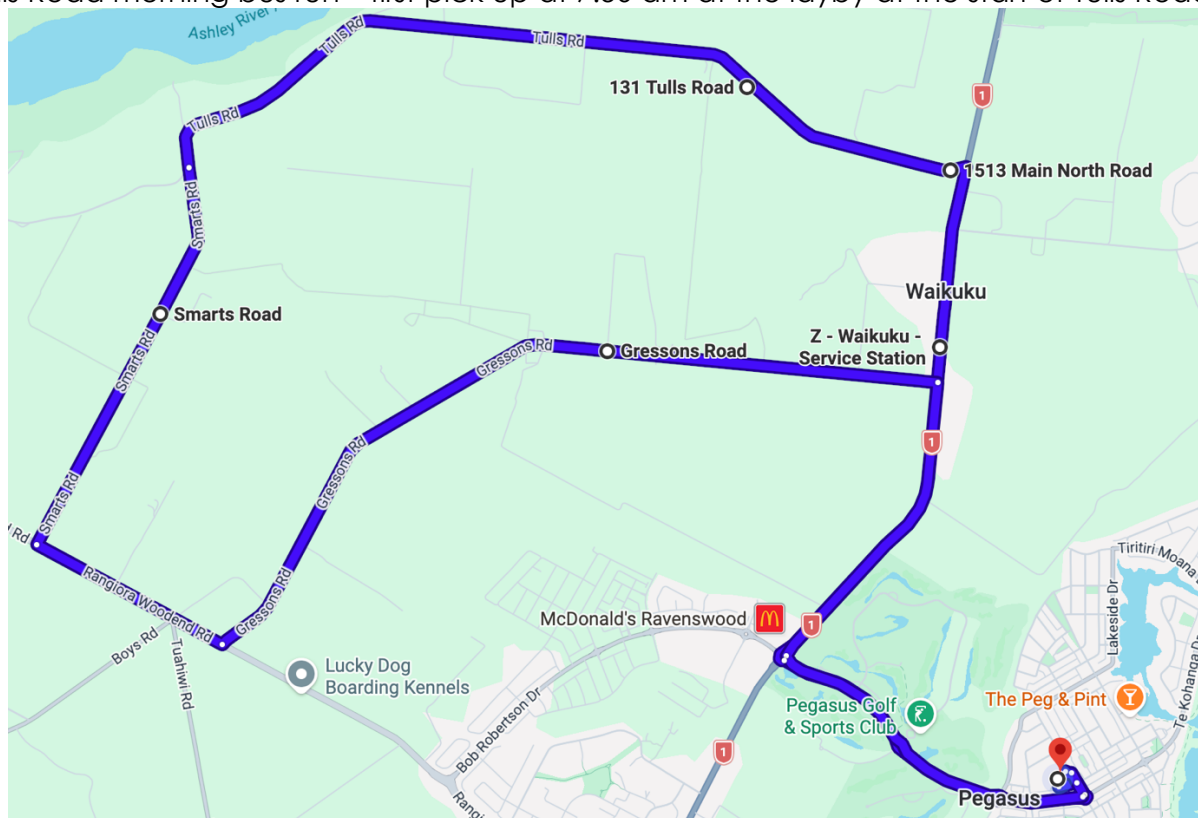 Ashley River
Tulls Rd
Tulls Rd
131 Tulls Road
1
Tulls Rd
1513 Main North Road
Smarts Rd
Waikuku
Smarts Road
Z - Waikuku -
Service Station
Gressons Rd
Gressons Road
Smarts Rd
1
Gressons Rd
Smarts Rd
Rd
Tiritiri Moana
Rangiora Woodend Rd
Gressons Rd
Lakeside Dr
McDonald's Ravenswood
1
Boys Rd
Tuahiwi Rd
Lucky Dog
Boarding Kennels
Te Kohanga Dr
Bob Robertson Dr
Pegasus Golf
& Sports Club
The Peg & Pint
1
Pegasus